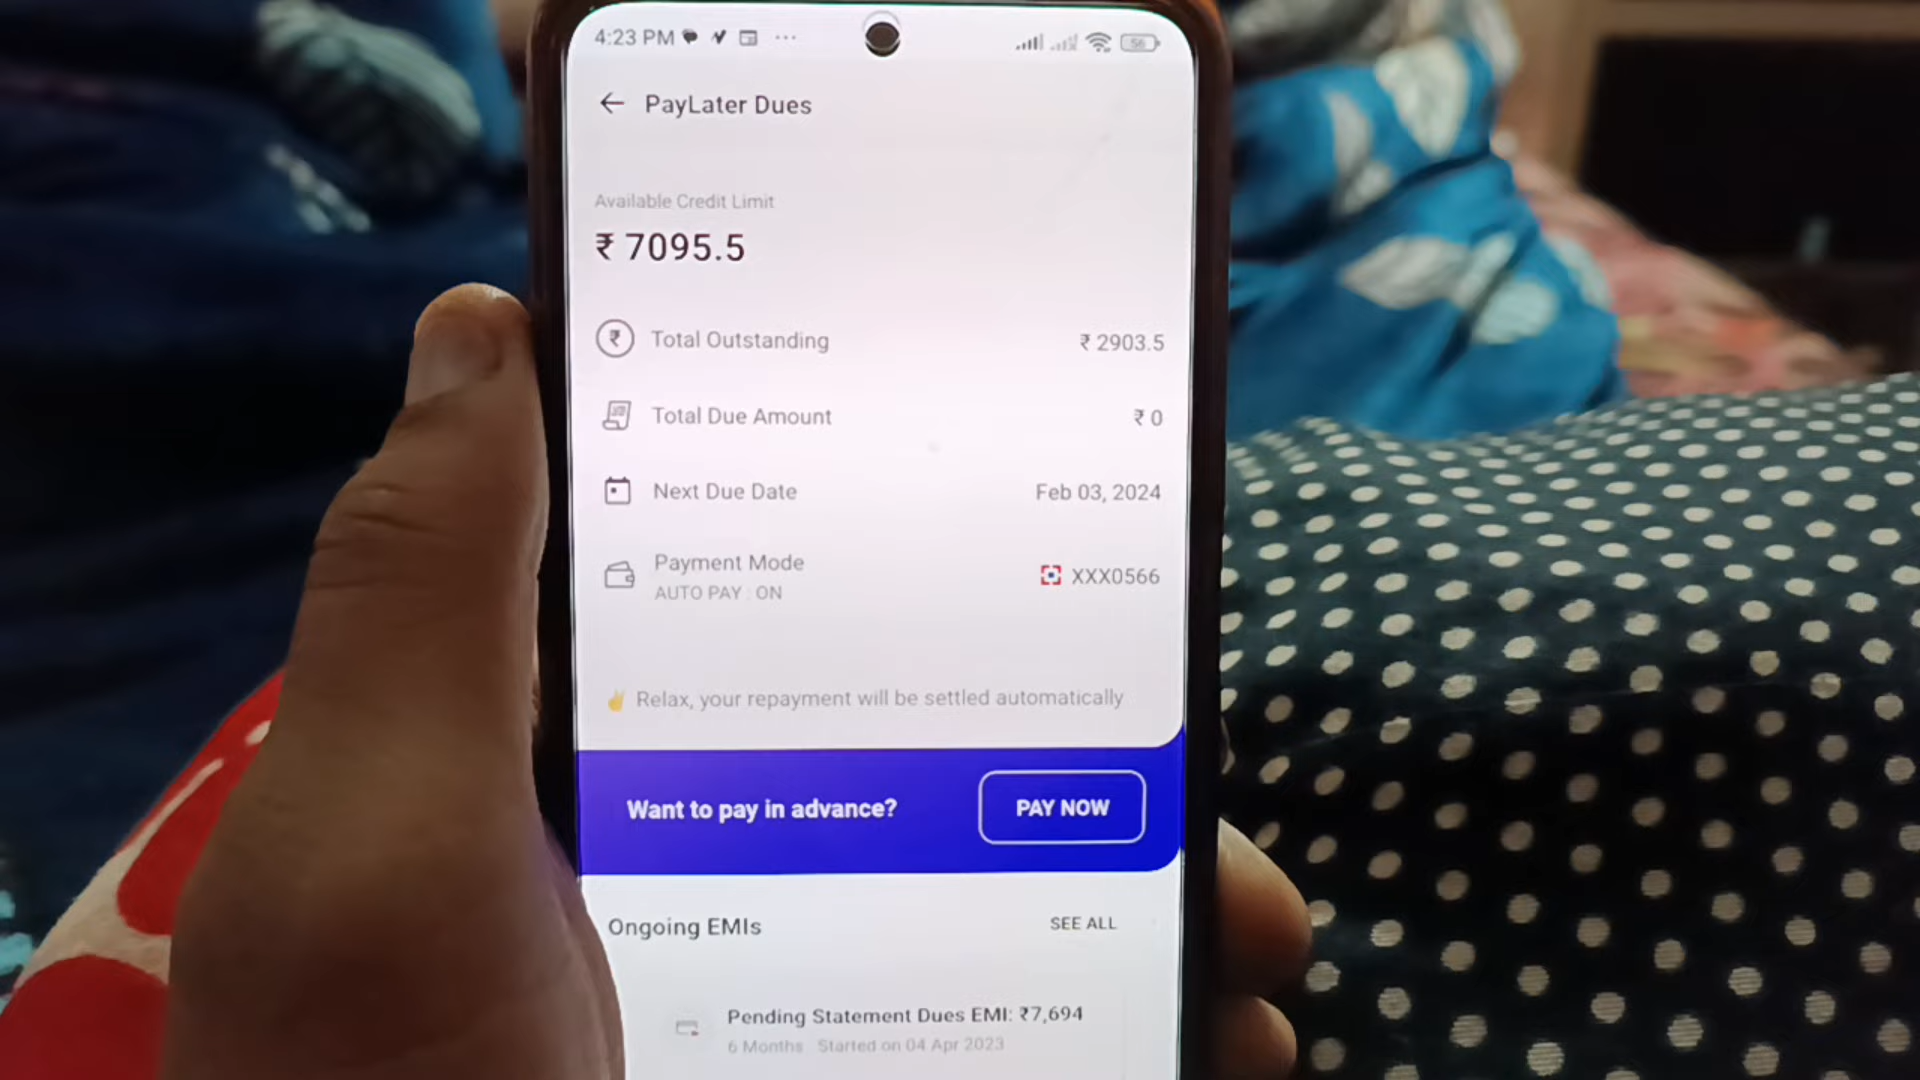 4:23 PM
56
PayLater Dues
Available Credit Limit
₹ 7095.5
Total Outstanding ₹ 2903.5
Total Due Amount ₹ 0
Next Due Date Feb 03, 2024
Payment Mode
AUTO PAY : ON
XXX0566
Relax, your repayment will be settled automatically
Want to pay in advance? PAY NOW
Ongoing EMIs SEE ALL
Pending Statement Dues EMI: ₹7,694
6 Months Started on 04 Apr 2023